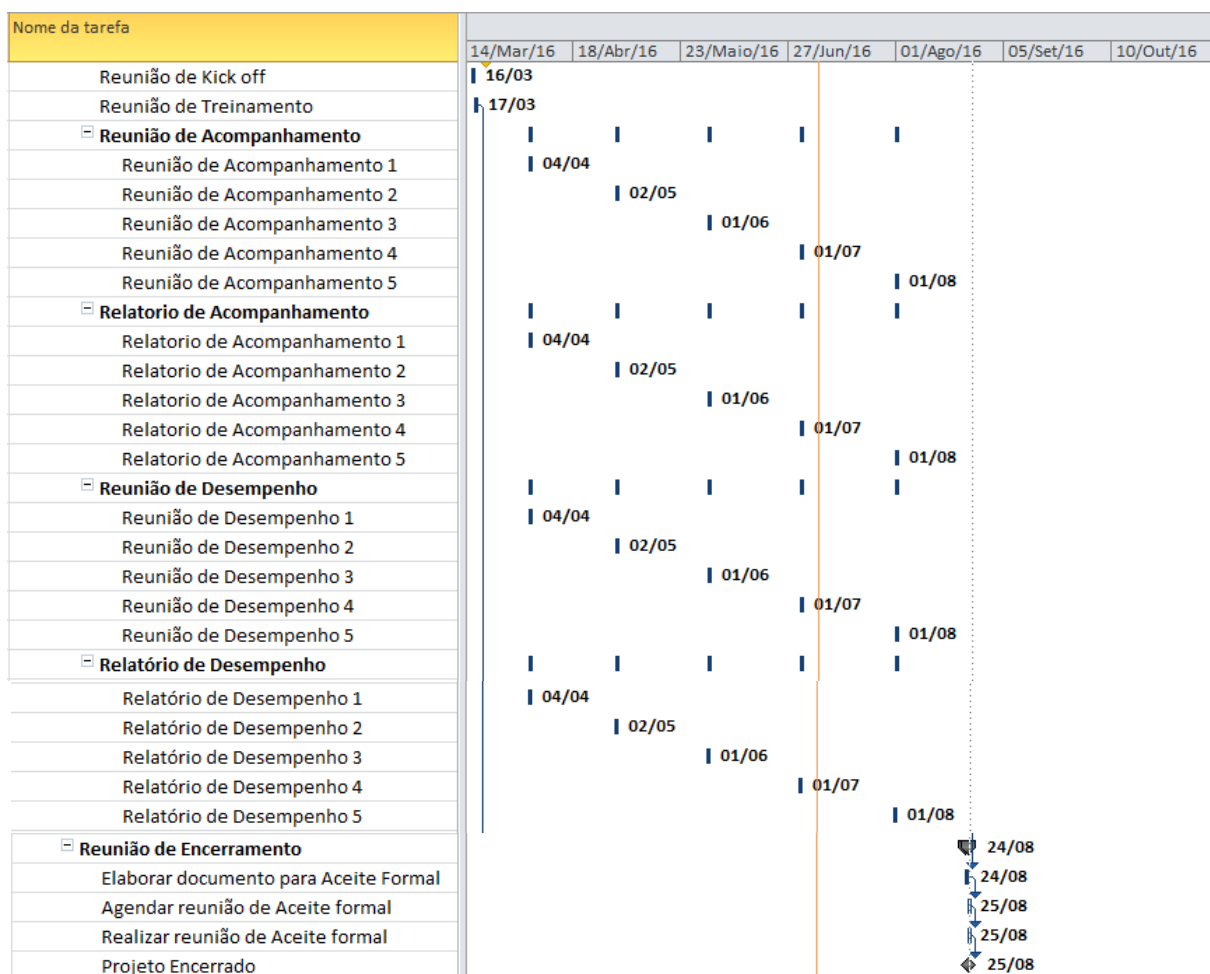 Nome da tarefa
14/Mar/16 18/Abr/16 23/Maio/16 27/Jun/16 01/Ago/16 05/Set/16 10/Out/16
Reunião de Kick off 16/03
Reunião de Treinamento 17/03
Reunião de Acompanhamento
Reunião de Acompanhamento 1 04/04
Reunião de Acompanhamento 2 02/05
Reunião de Acompanhamento 3 01/06
Reunião de Acompanhamento 4 01/07
Reunião de Acompanhamento 5 01/08
Relatorio de Acompanhamento
Relatorio de Acompanhamento 1 04/04
Relatorio de Acompanhamento 2 02/05
Relatorio de Acompanhamento 3 01/06
Relatorio de Acompanhamento 4 01/07
Relatorio de Acompanhamento 5 01/08
Reunião de Desempenho
Reunião de Desempenho 1 04/04
Reunião de Desempenho 2 02/05
Reunião de Desempenho 3 01/06
Reunião de Desempenho 4 01/07
Reunião de Desempenho 5 01/08
Relatório de Desempenho
Relatório de Desempenho 1 04/04
Relatório de Desempenho 2 02/05
Relatório de Desempenho 3 01/06
Relatório de Desempenho 4 01/07
Relatório de Desempenho 5 01/08
Reunião de Encerramento 24/08
Elaborar documento para Aceite Formal 24/08
Agendar reunião de Aceite formal 25/08
Realizar reunião de Aceite formal 25/08
Projeto Encerrado 25/08